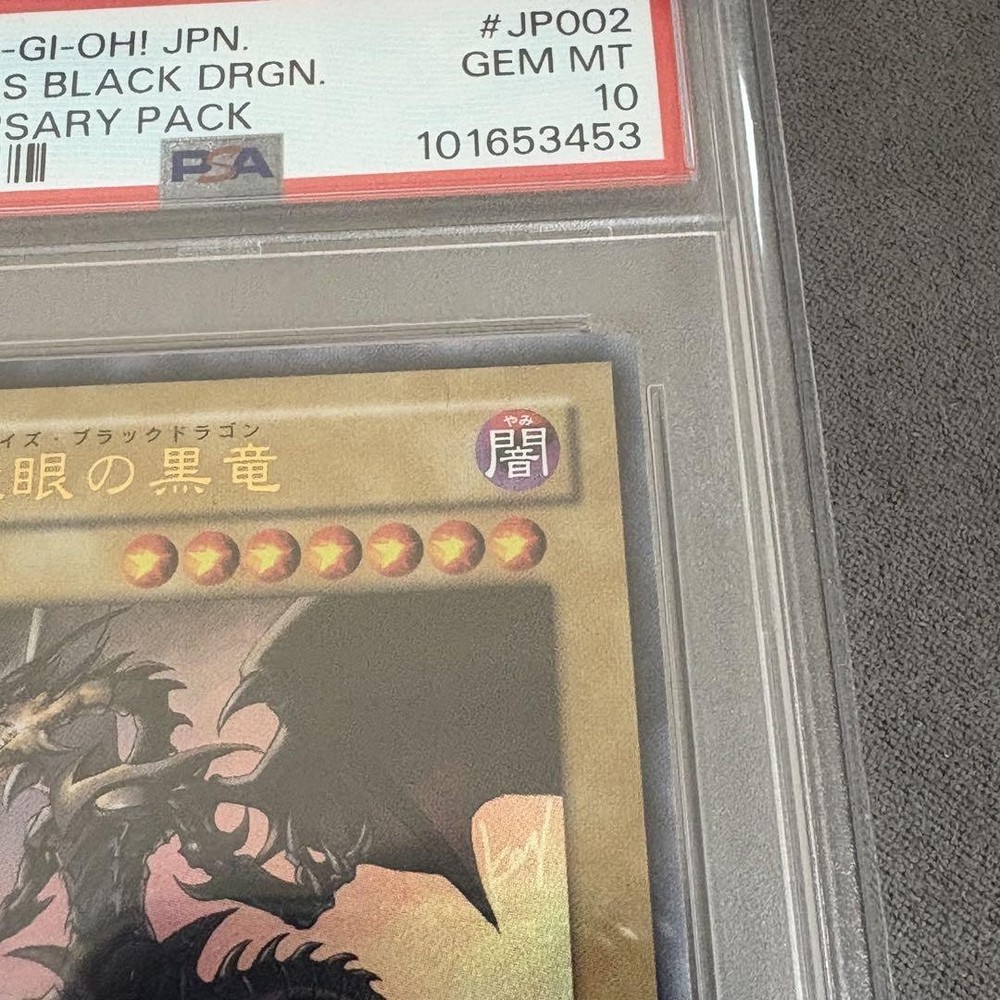 -GI-OH! JPN.
#JP002
S BLACK DRGN.
GEM MT
SARY PACK
10
PSA
101653453
イズ・ブラックドラゴン
眼の黒竜
やみ
闇